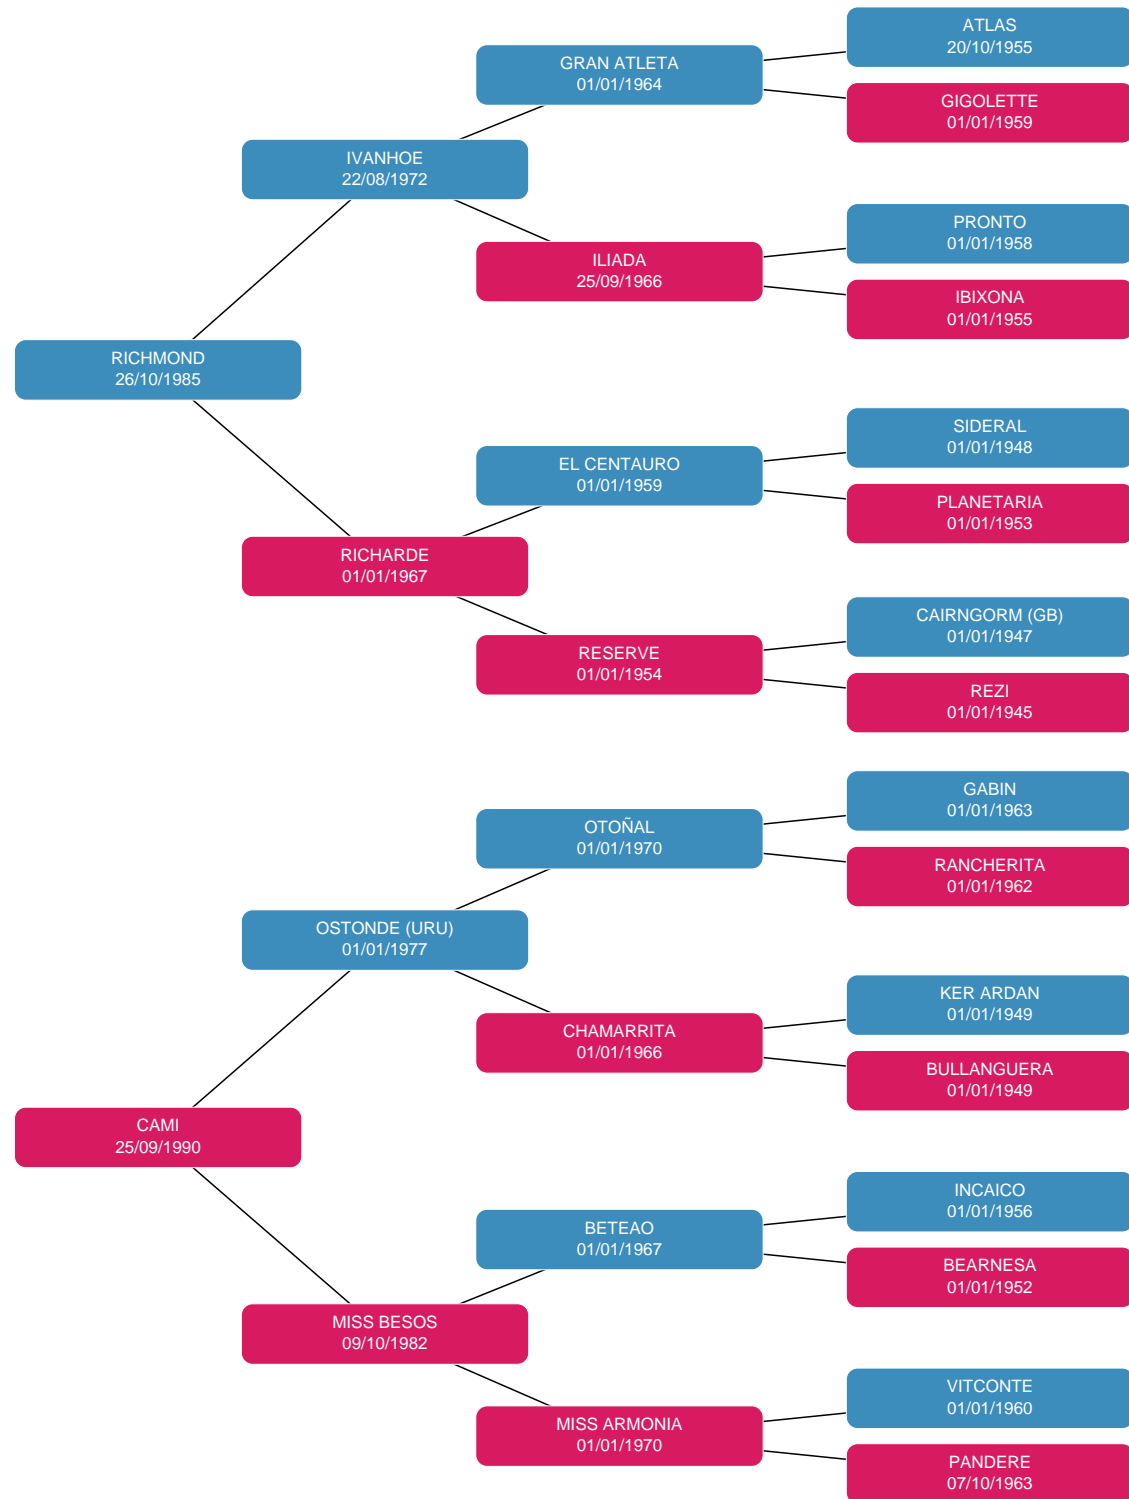 ATLAS
20/10/1955
GRAN ATLETA
01/01/1964
GIGOLETTE
01/01/1959
IVANHOE
22/08/1972
PRONTO
01/01/1958
ILIADA
25/09/1966
IBIXONA
01/01/1955
RICHMOND
26/10/1985
SIDERAL
01/01/1948
EL CENTAURO
01/01/1959
PLANETARIA
01/01/1953
RICHARDE
01/01/1967
CAIRNGORM (GB)
01/01/1947
RESERVE
01/01/1954
REZI
01/01/1945
GABIN
01/01/1963
OTOÑAL
01/01/1970
RANCHERITA
01/01/1962
OSTONDE (URU)
01/01/1977
KER ARDAN
01/01/1949
CHAMARRITA
01/01/1966
BULLANGUERA
01/01/1949
CAMI
25/09/1990
INCAICO
01/01/1956
BETEAO
01/01/1967
BEARNESA
01/01/1952
MISS BESOS
09/10/1982
VITCONTE
01/01/1960
MISS ARMONIA
01/01/1970
PANDERE
07/10/1963